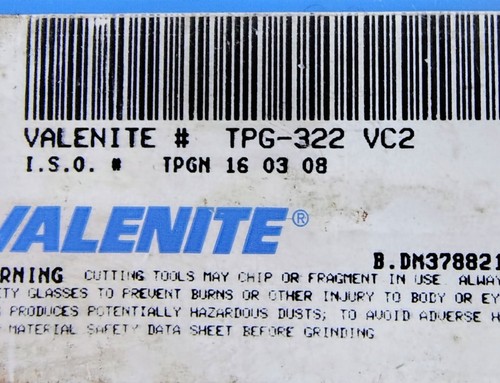 VALENITE # TPG-322 VC2
I.S.O. # TPGN 16 03 08
VALENITE®
B.DM378821
RNING CUTTING TOOLS MAY CHIP OR FRAGMENT IN USE. ALWA
ETY GLASSES TO PREVENT BURNS OR OTHER INJURY TO BODY OR EY
PRODUCES POTENTIALLY HAZARDOUS DUSTS; TO AVOID ADVERSE H
MATERIAL SAFETY DATA SHEET BEFORE GRINDING